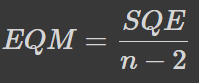 EQM = SQE / n − 2